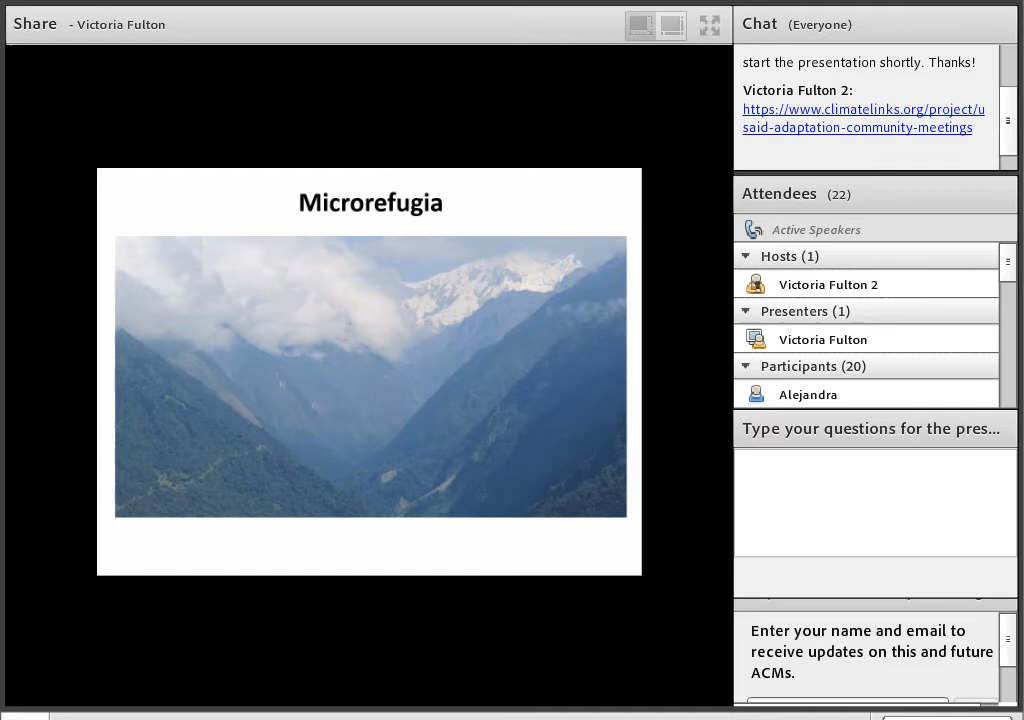 Share - Victoria Fulton
Microrefugia
Chat (Everyone)
start the presentation shortly. Thanks!
Victoria Fulton 2:
https://www.climatelinks.org/project/u
said-adaptation-community-meetings
Attendees (22)
Active Speakers
Hosts (1)
Victoria Fulton 2
Presenters (1)
Victoria Fulton
Participants (20)
Alejandra
Type your questions for the pres...
Enter your name and email to
receive updates on this and future
ACMs.